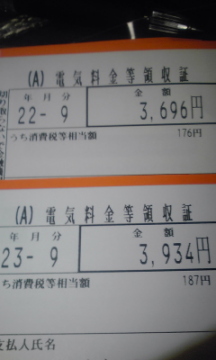 (A) 電気料金等領収証
年 月 分
金 額
22-9
3,696円
うち消費税等相当額
176円
(A) 電気料金等領収証
年 月 分
金 額
23-9
3,934円
ち消費税等相当額
187円
支払人氏名